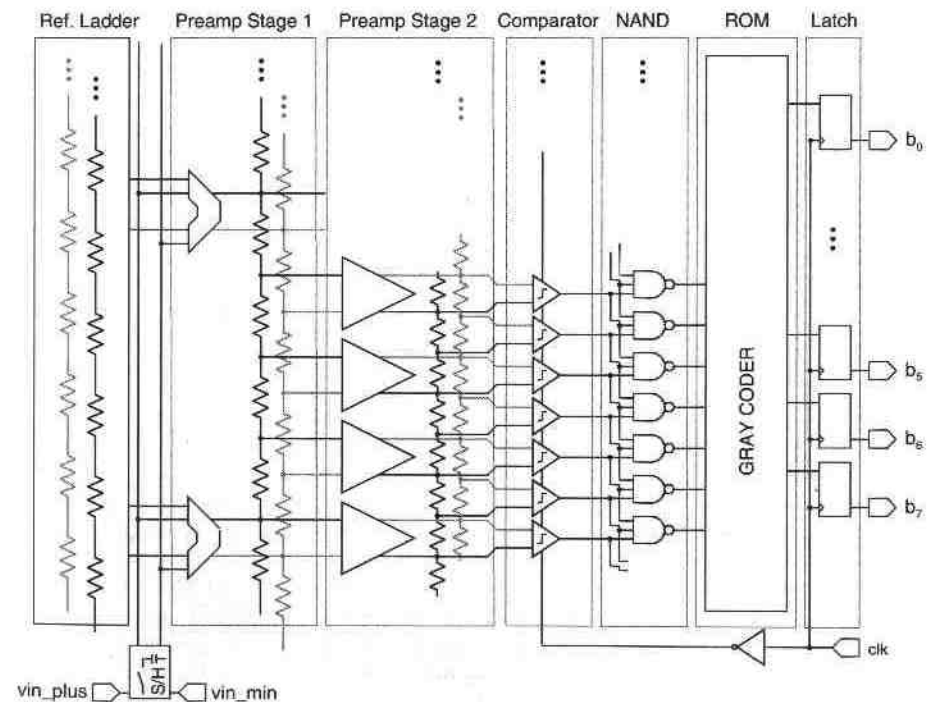 Ref. Ladder Preamp Stage 1 Preamp Stage 2 Comparator NAND ROM Latch
b0
GRAY CODER
b5
b6
b7
clk
S/H
vin_plus
vin_min